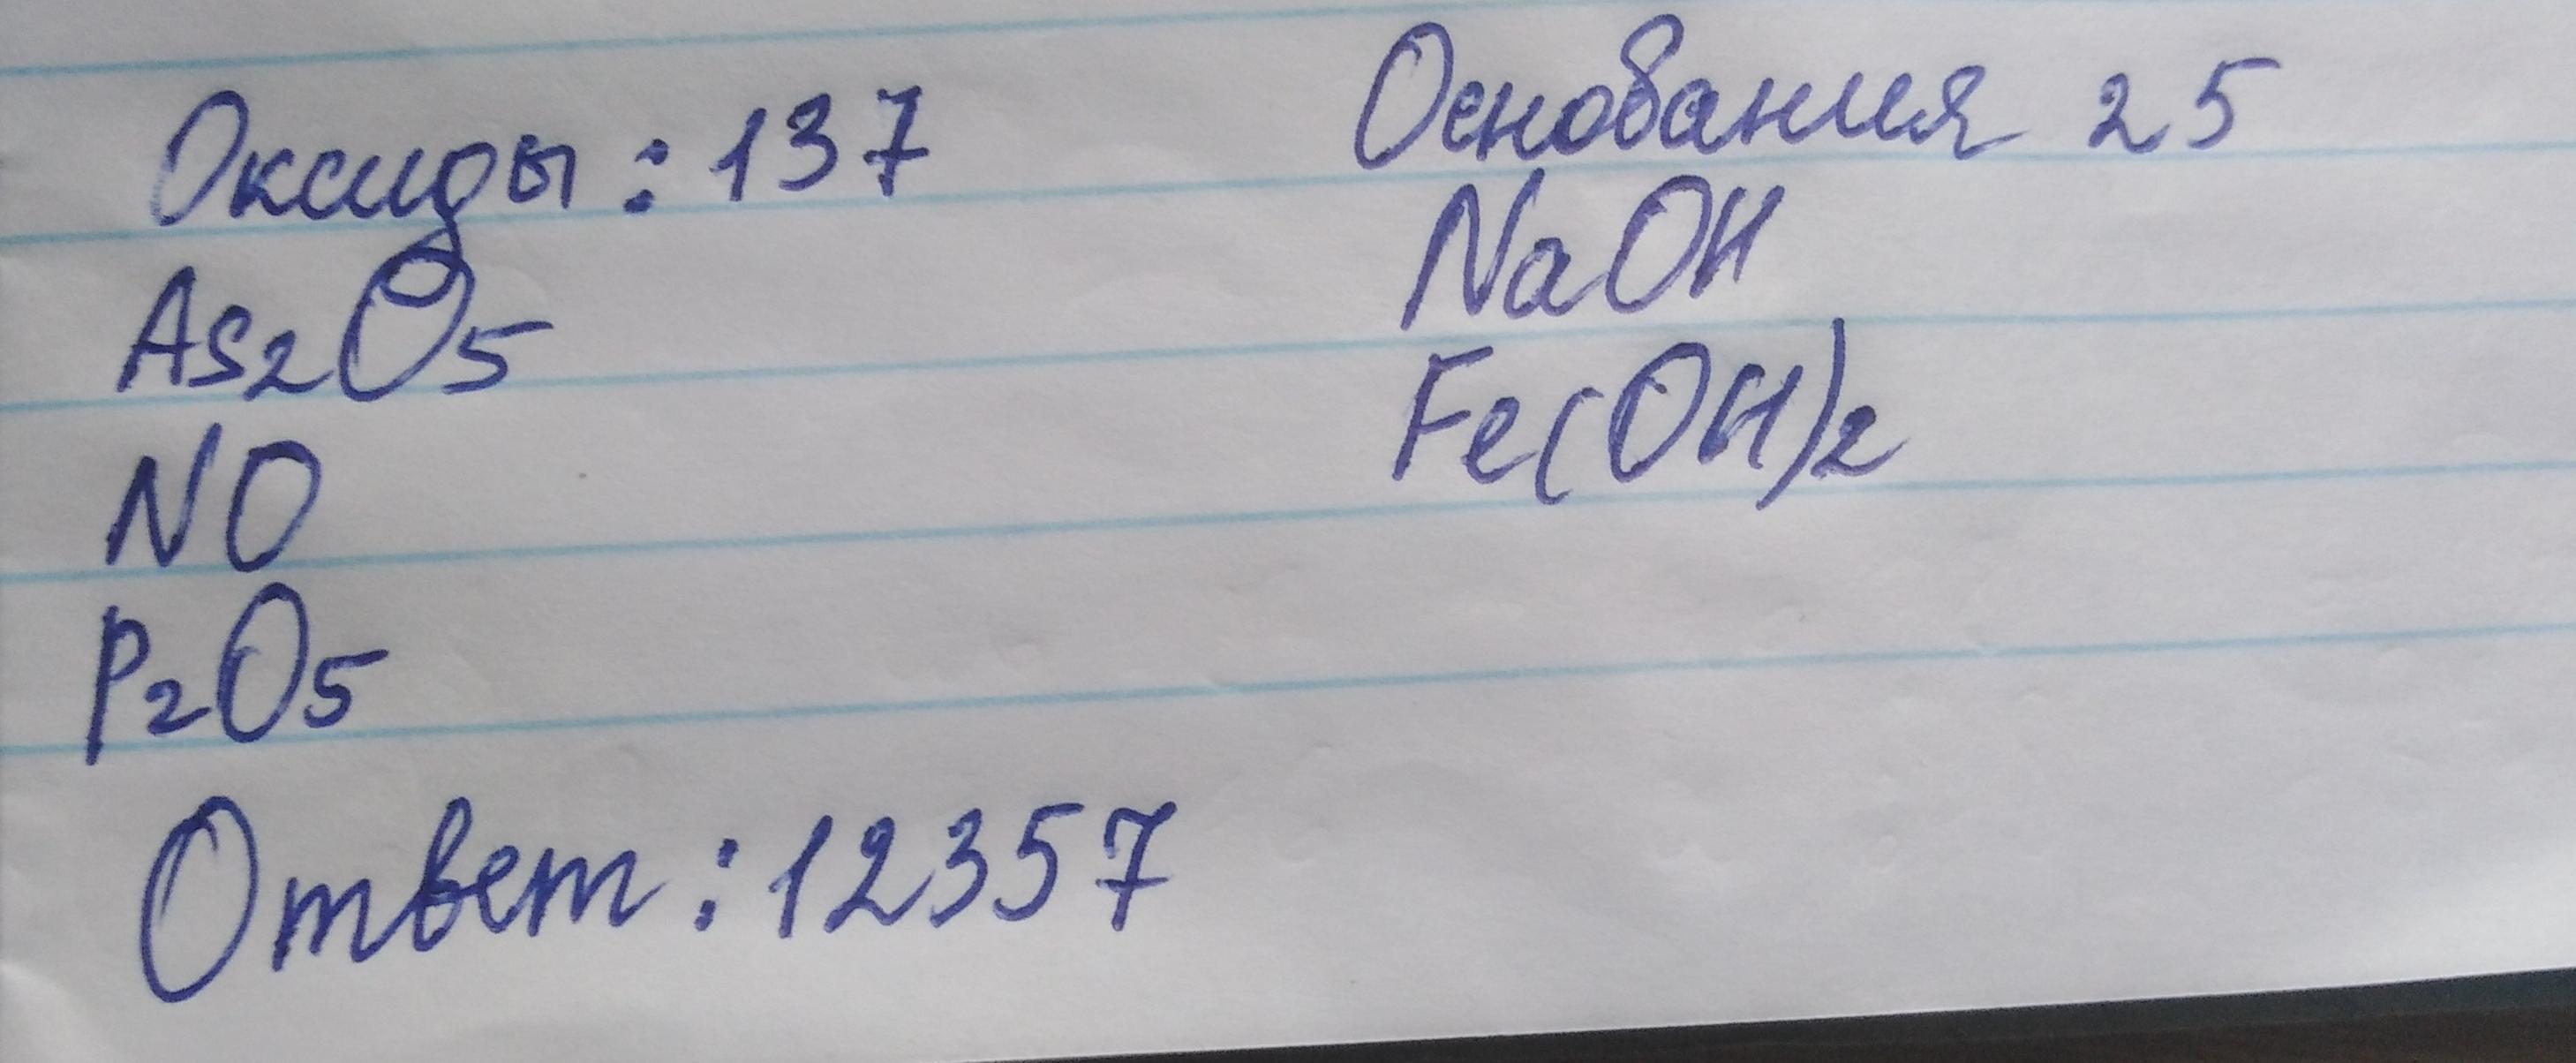 Оксиды: 137
As2O5
NO
P2O5
Основания 25
NaOH
Fe(OH)2
Ответ: 12357